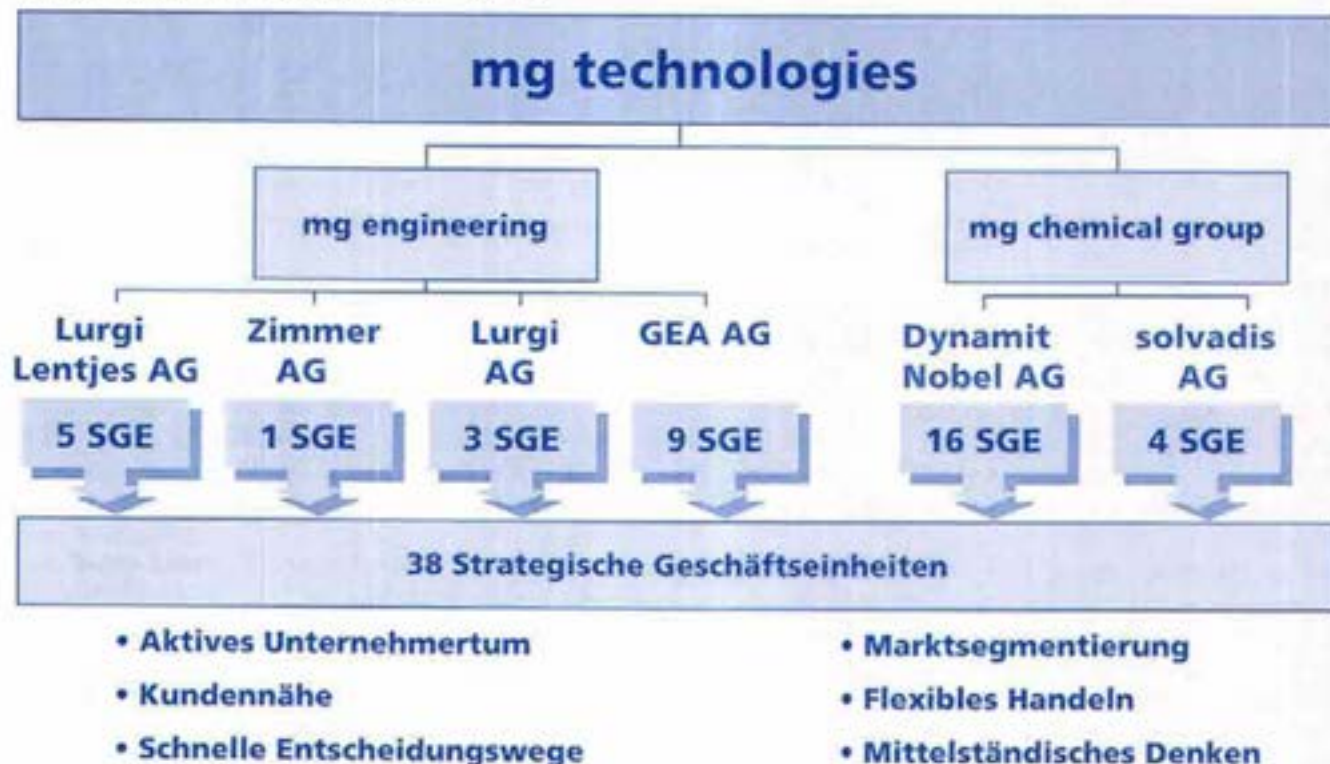 mg technologies
mg engineering
mg chemical group
Lurgi
Lentjes AG
Zimmer
AG
Lurgi
AG
GEA AG
Dynamit
Nobel AG
solvadis
AG
5 SGE
1 SGE
3 SGE
9 SGE
16 SGE
4 SGE
38 Strategische Geschäftseinheiten
• Aktives Unternehmertum
• Kundennähe
• Schnelle Entscheidungswege
• Marktsegmentierung
• Flexibles Handeln
• Mittelständisches Denken